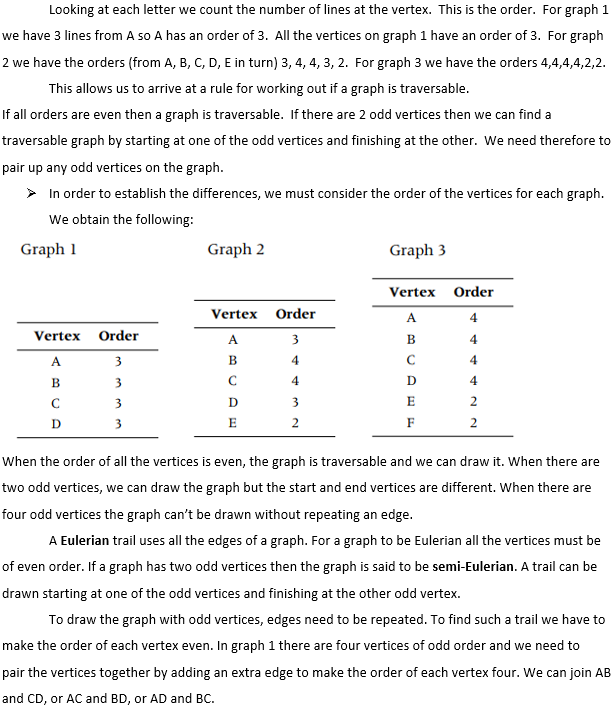 Looking at each letter we count the number of lines at the vertex. This is the order. For graph 1
we have 3 lines from A so A has an order of 3. All the vertices on graph 1 have an order of 3. For graph
2 we have the orders (from A, B, C, D, E in turn) 3, 4, 4, 3, 2. For graph 3 we have the orders 4,4,4,4,2,2.
This allows us to arrive at a rule for working out if a graph is traversable.
If all orders are even then a graph is traversable. If there are 2 odd vertices then we can find a
traversable graph by starting at one of the odd vertices and finishing at the other. We need therefore to
pair up any odd vertices on the graph.
➢ In order to establish the differences, we must consider the order of the vertices for each graph.
We obtain the following:
Graph 1
Vertex Order
A 3
B 3
C 3
D 3
Graph 2
Vertex Order
A 3
B 4
C 4
D 3
E 2
Graph 3
Vertex Order
A 4
B 4
C 4
D 4
E 2
F 2
When the order of all the vertices is even, the graph is traversable and we can draw it. When there are
two odd vertices, we can draw the graph but the start and end vertices are different. When there are
four odd vertices the graph can't be drawn without repeating an edge.
A Eulerian trail uses all the edges of a graph. For a graph to be Eulerian all the vertices must be
of even order. If a graph has two odd vertices then the graph is said to be semi-Eulerian. A trail can be
drawn starting at one of the odd vertices and finishing at the other odd vertex.
To draw the graph with odd vertices, edges need to be repeated. To find such a trail we have to
make the order of each vertex even. In graph 1 there are four vertices of odd order and we need to
pair the vertices together by adding an extra edge to make the order of each vertex four. We can join AB
and CD, or AC and BD, or AD and BC.